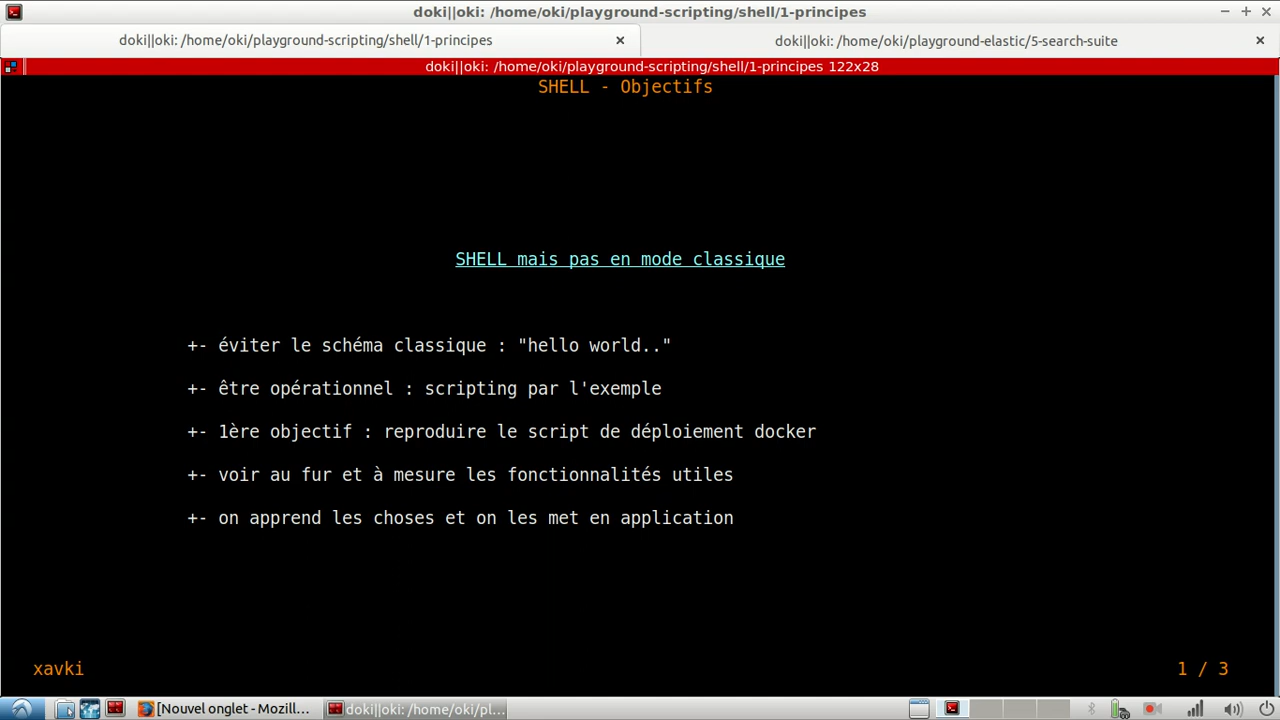 doki||oki: /home/oki/playground-scripting/shell/1-principes
doki||oki: /home/oki/playground-scripting/shell/1-principes
doki||oki: /home/oki/playground-elastic/5-search-suite
doki||oki: /home/oki/playground-scripting/shell/1-principes 122x28
SHELL - Objectifs
SHELL mais pas en mode classique
+- éviter le schéma classique : "hello world.."
+- être opérationnel : scripting par l'exemple
+- 1ère objectif : reproduire le script de déploiement docker
+- voir au fur et à mesure les fonctionnalités utiles
+- on apprend les choses et on les met en application
xavki
1 / 3
[Nouvel onglet - Mozill...
doki||oki: /home/oki/pl...